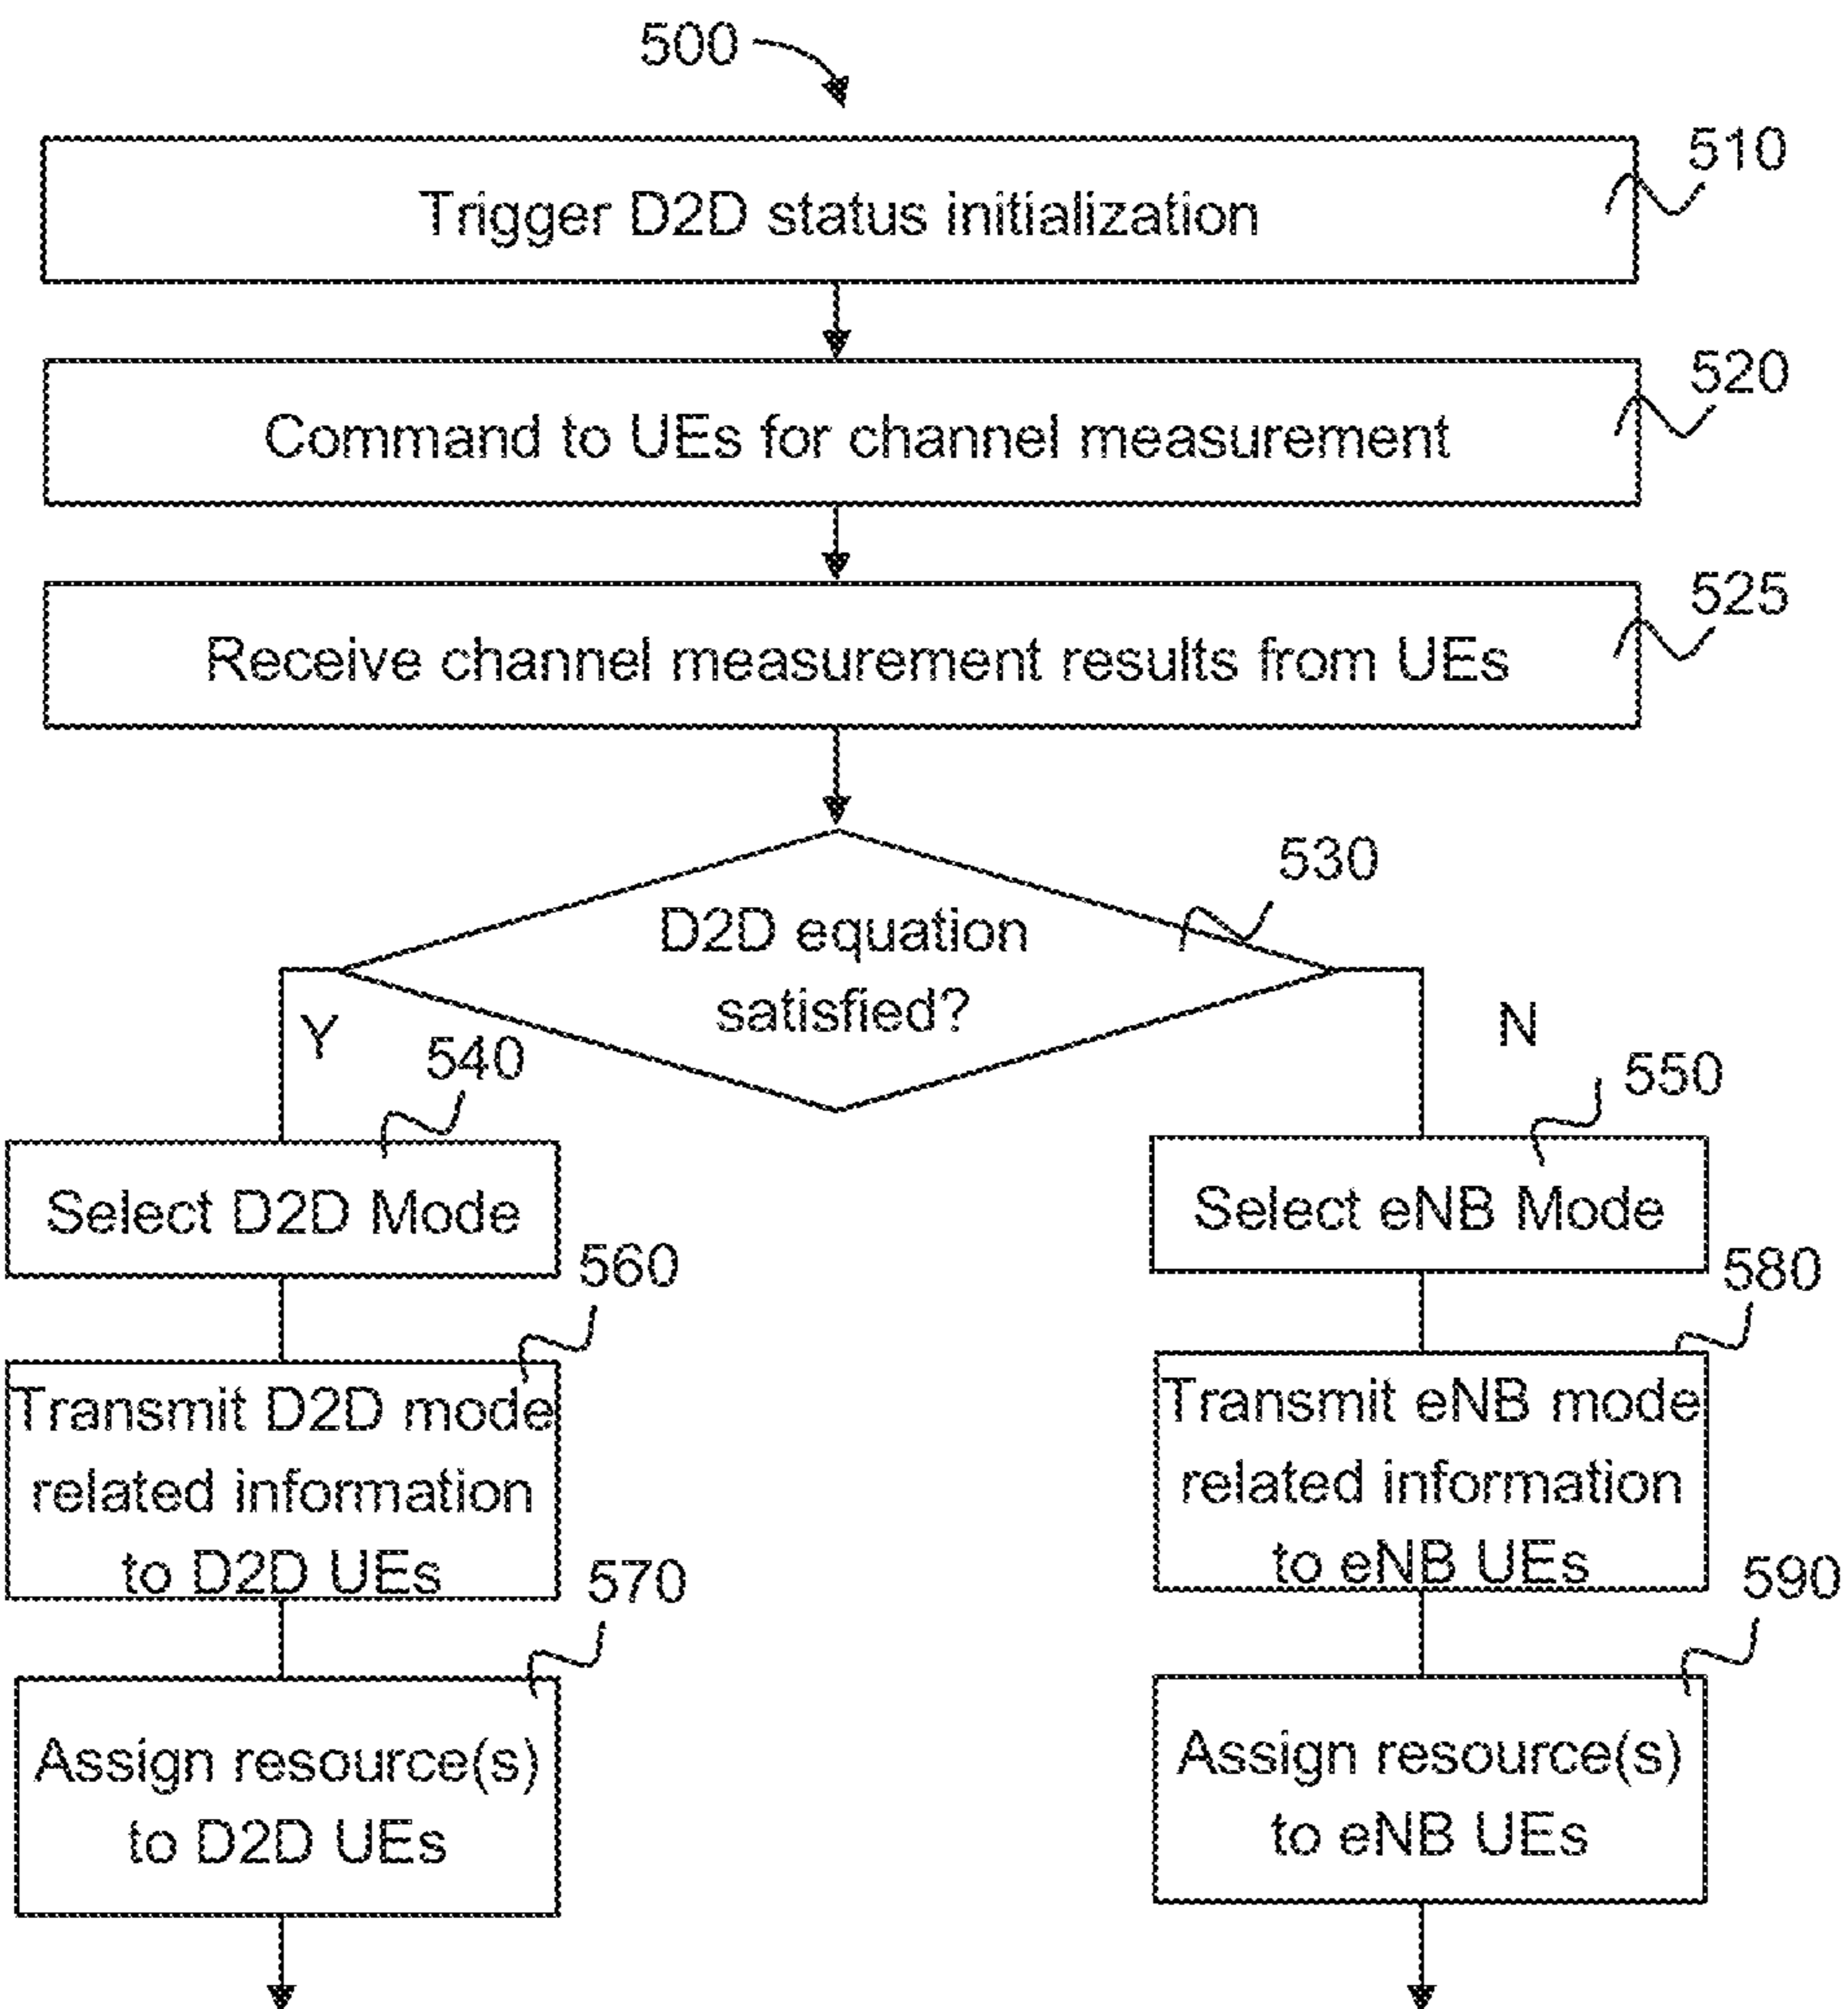 500
510
Trigger D2D status initialization
520
Command to UEs for channel measurement
525
Receive channel measurement results from UEs
530
D2D equation
satisfied?
Y
N
540
550
Select D2D Mode
Select eNB Mode
560
580
Transmit D2D mode
related information
to D2D UEs
Transmit eNB mode
related information
to eNB UEs
570
590
Assign resource(s)
to D2D UEs
Assign resource(s)
to eNB UEs